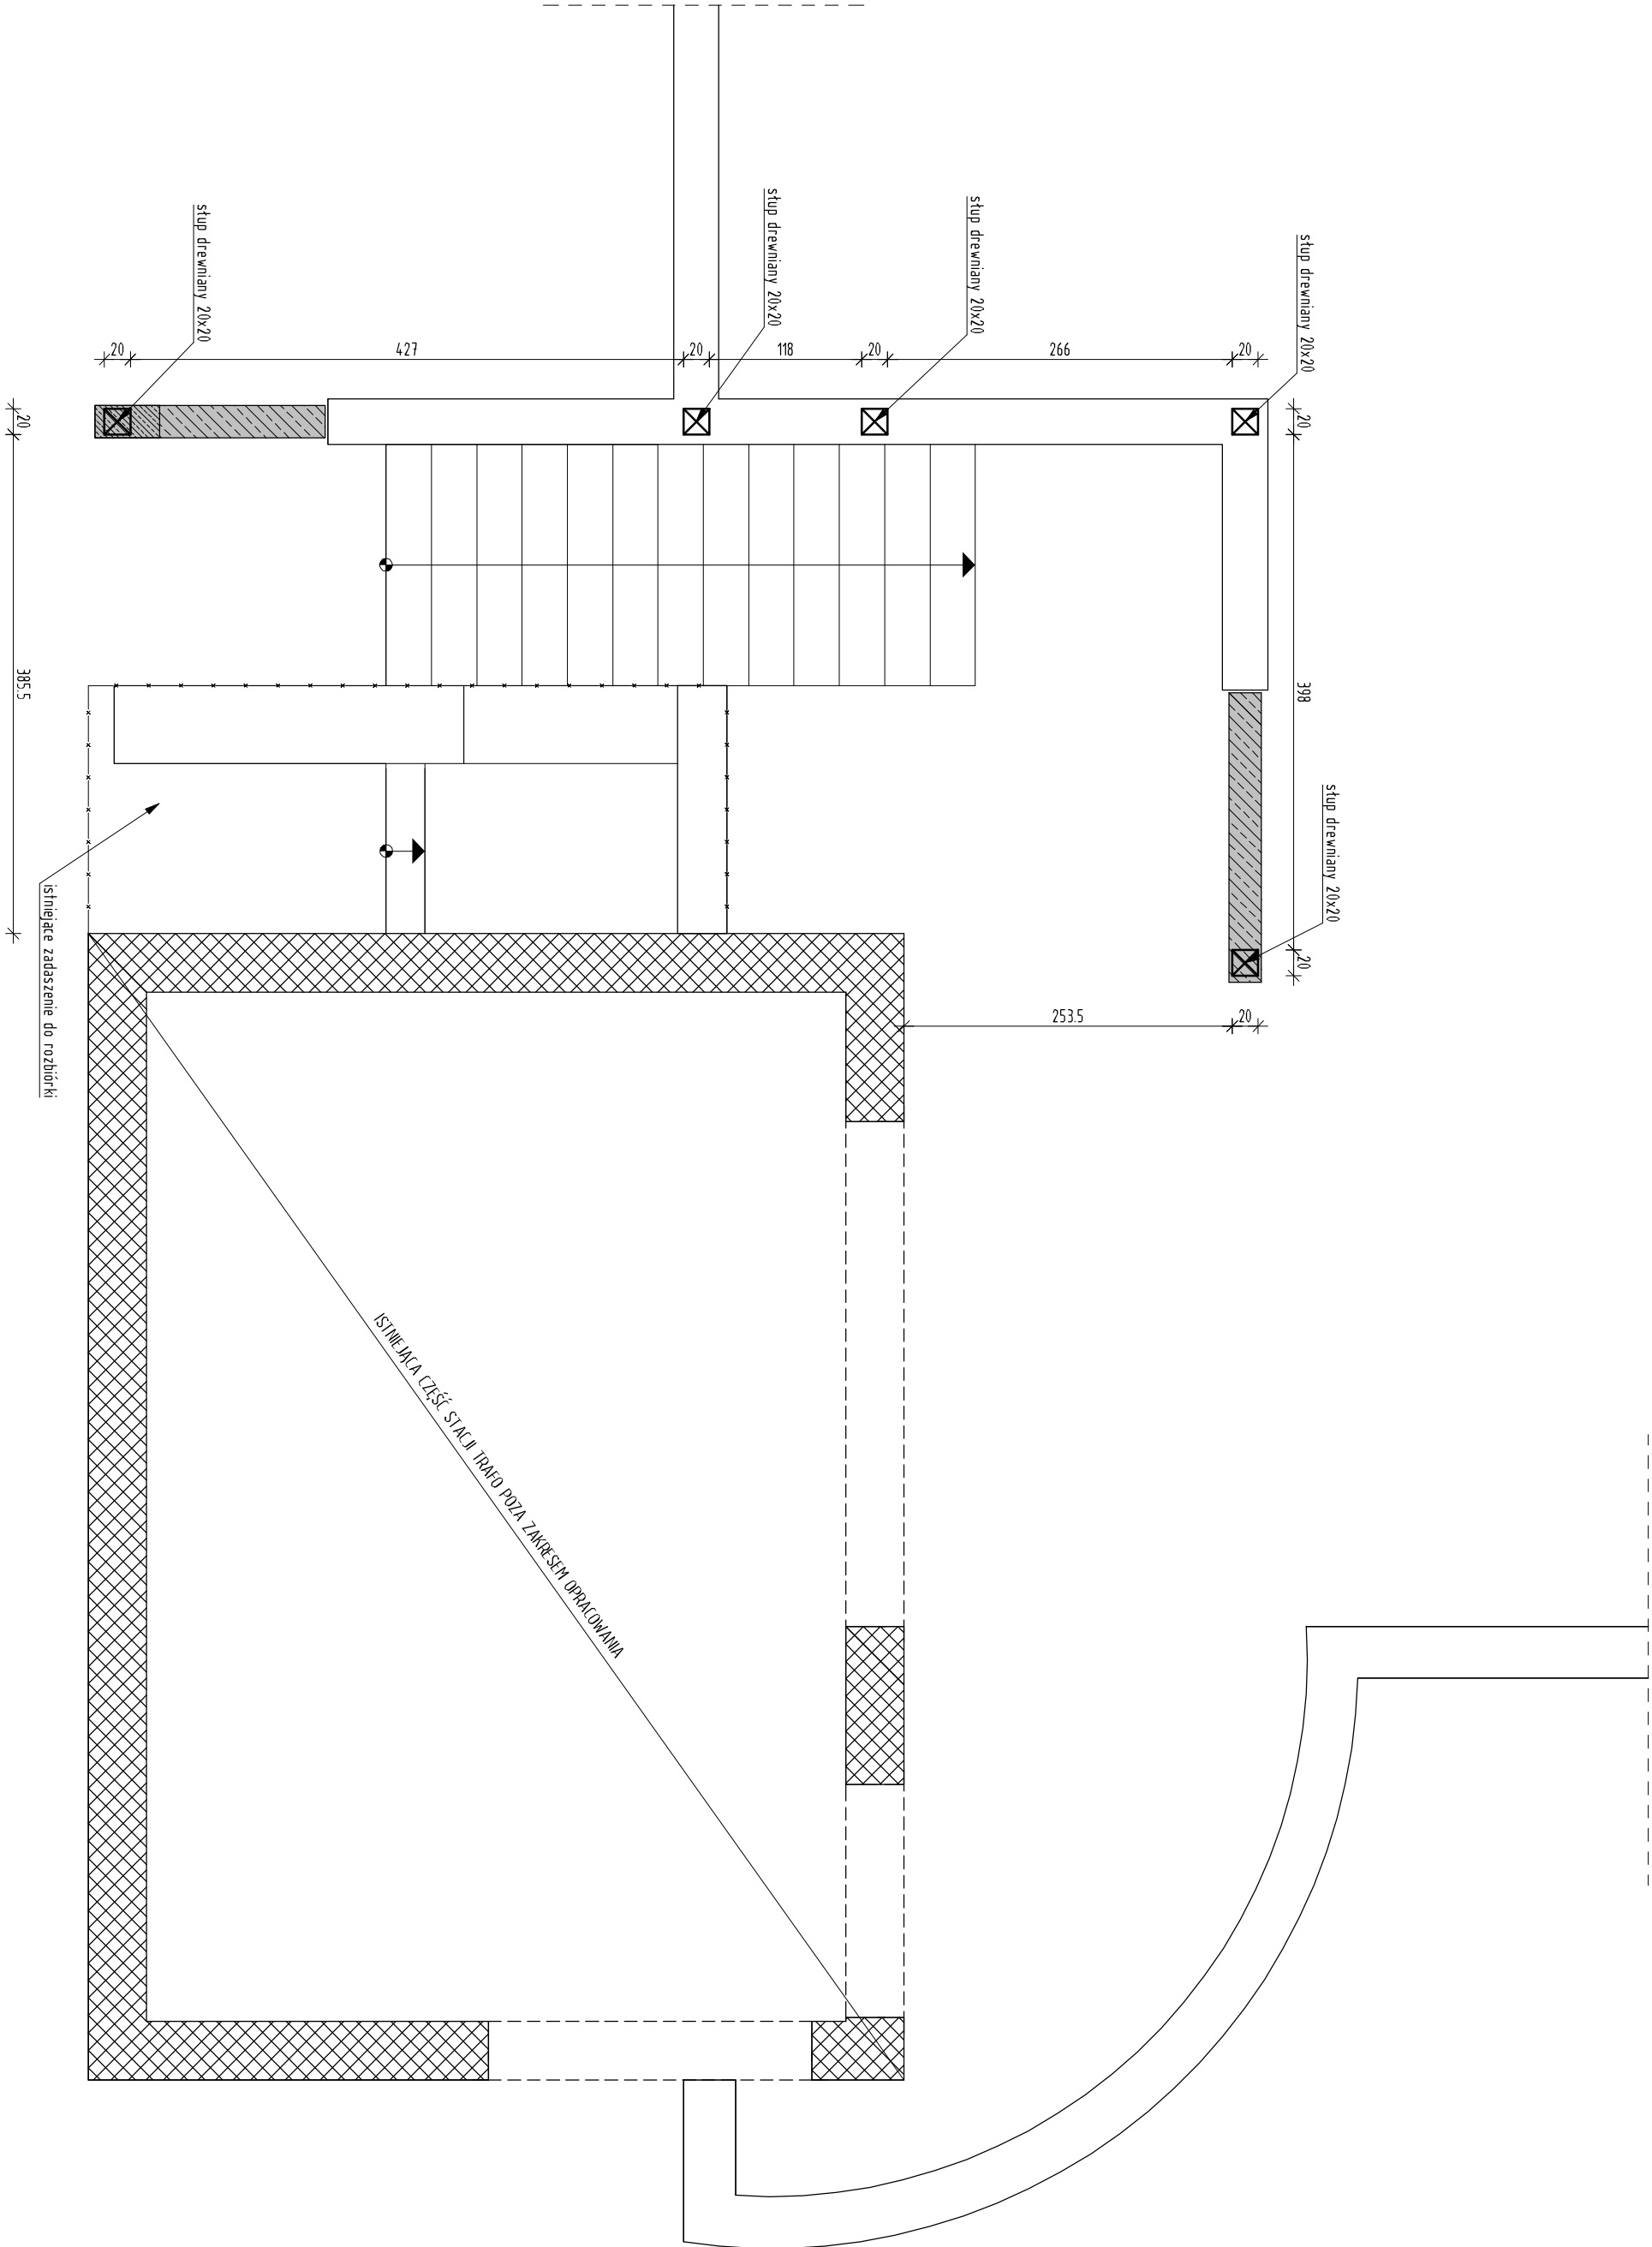 słup drewniany 20x20
słup drewniany 20x20
słup drewniany 20x20
słup drewniany 20x20
20
427
20
118
20
266
20
20
385.5
20
398
20
słup drewniany 20x20
253.5
20
istniejące zadaszenie do rozbiórki
ISTNIEJĄCA CZĘŚĆ STACJI TRAFO POZA ZAKRESEM OPRACOWANIA